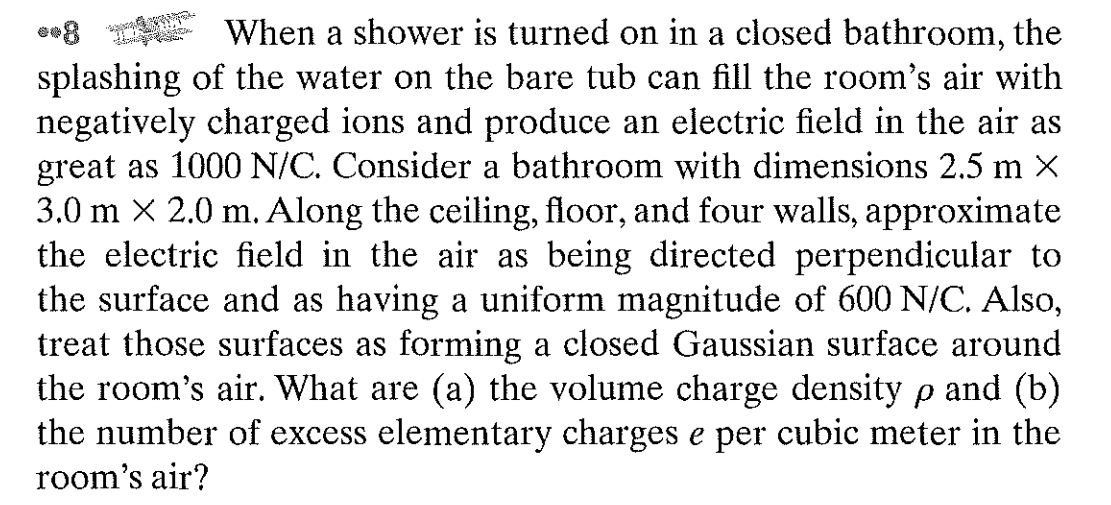 ••8 When a shower is turned on in a closed bathroom, the
splashing of the water on the bare tub can fill the room's air with
negatively charged ions and produce an electric field in the air as
great as 1000 N/C. Consider a bathroom with dimensions 2.5 m ×
3.0 m × 2.0 m. Along the ceiling, floor, and four walls, approximate
the electric field in the air as being directed perpendicular to
the surface and as having a uniform magnitude of 600 N/C. Also,
treat those surfaces as forming a closed Gaussian surface around
the room's air. What are (a) the volume charge density ρ and (b)
the number of excess elementary charges e per cubic meter in the
room's air?